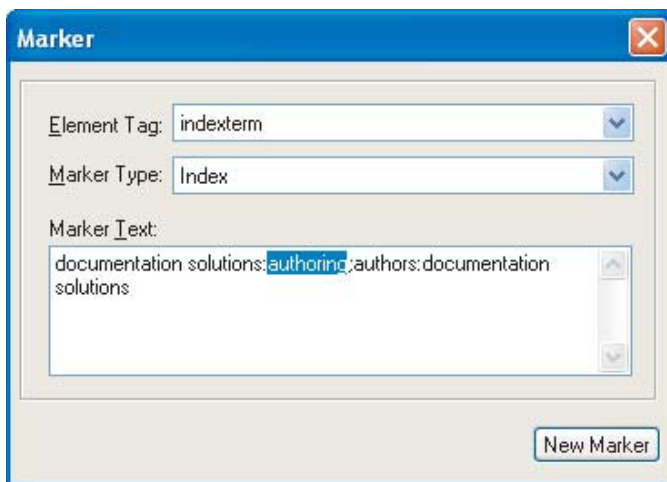 Marker
Element Tag: indexterm
Marker Type: Index
Marker Text:
documentation solutions:authoring;authors:documentation
solutions
New Marker